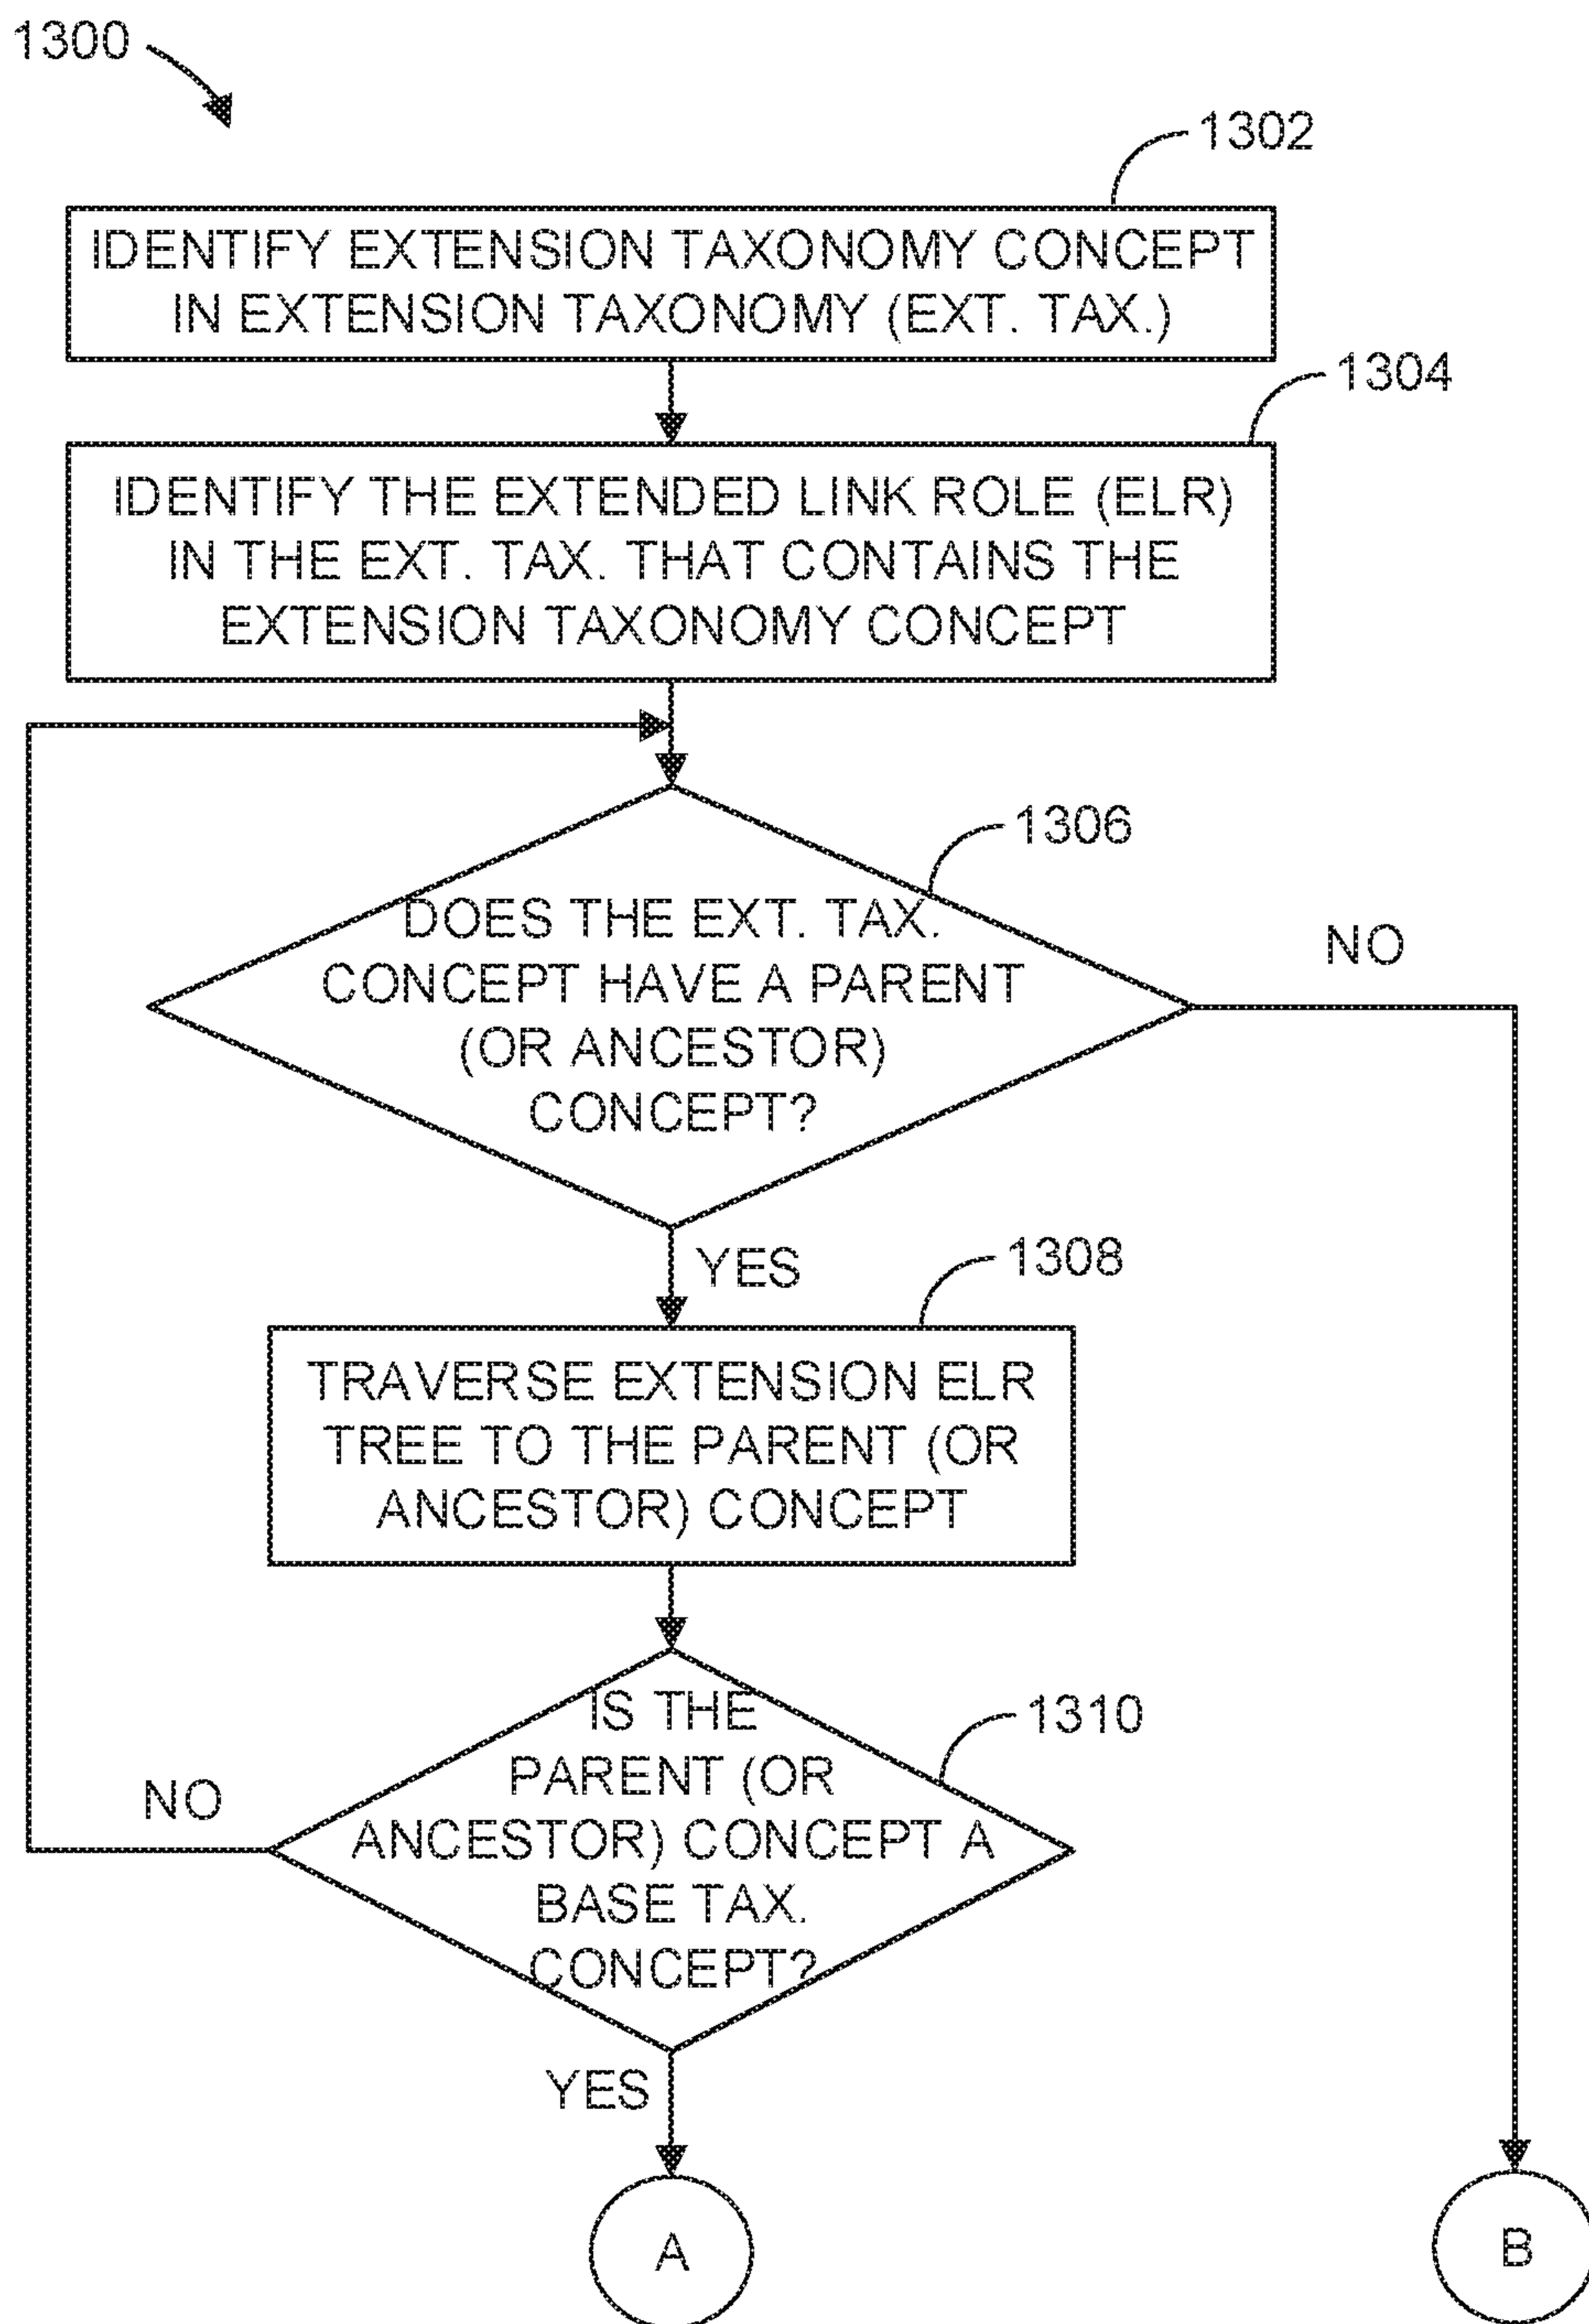 1300
1302
IDENTIFY EXTENSION TAXONOMY CONCEPT
IN EXTENSION TAXONOMY (EXT. TAX.)
1304
IDENTIFY THE EXTENDED LINK ROLE (ELR)
IN THE EXT. TAX. THAT CONTAINS THE
EXTENSION TAXONOMY CONCEPT
1306
DOES THE EXT. TAX.
CONCEPT HAVE A PARENT
(OR ANCESTOR)
CONCEPT?
NO
YES
1308
TRAVERSE EXTENSION ELR
TREE TO THE PARENT (OR
ANCESTOR) CONCEPT
1310
IS THE
PARENT (OR
ANCESTOR) CONCEPT A
BASE TAX.
CONCEPT?
NO
YES
A
B